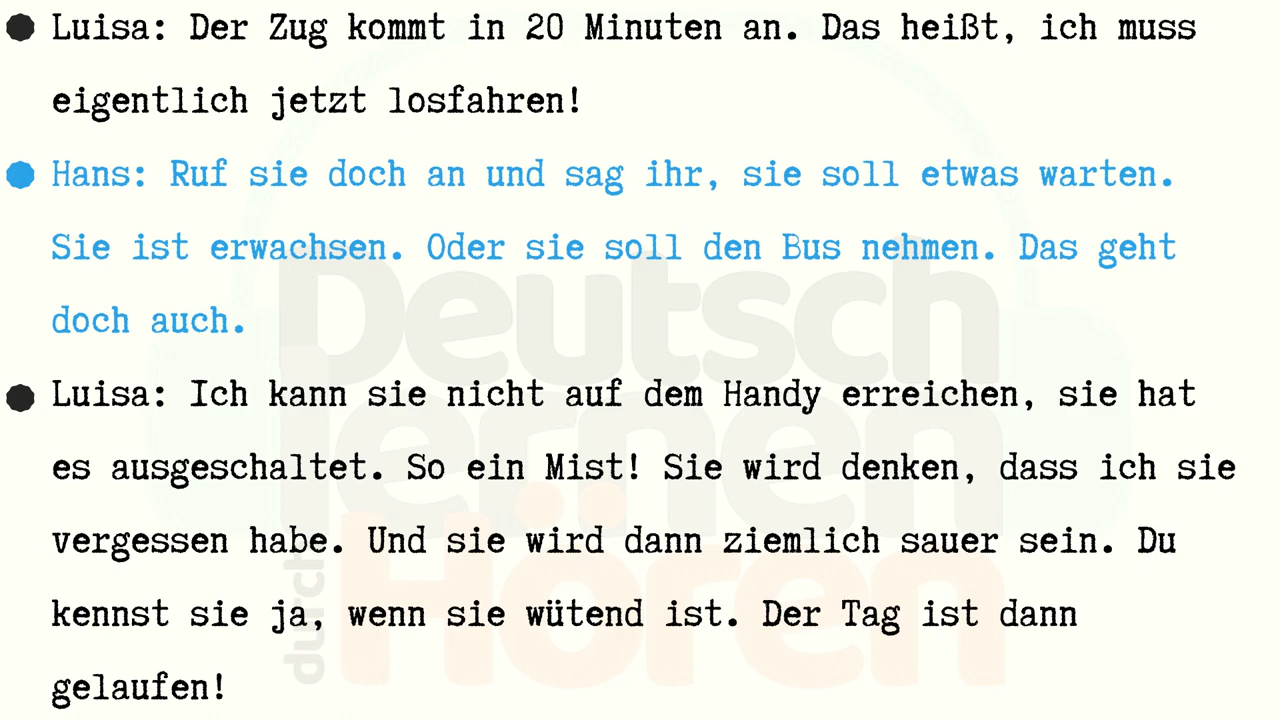 Luisa: Der Zug kommt in 20 Minuten an. Das heißt, ich muss
eigentlich jetzt losfahren!
Hans: Ruf sie doch an und sag ihr, sie soll etwas warten.
Sie ist erwachsen. Oder sie soll den Bus nehmen. Das geht
doch auch.
Luisa: Ich kann sie nicht auf dem Handy erreichen, sie hat
es ausgeschaltet. So ein Mist! Sie wird denken, dass ich sie
vergessen habe. Und sie wird dann ziemlich sauer sein. Du
kennst sie ja, wenn sie wütend ist. Der Tag ist dann
gelaufen!
Deutsch
lernen
durch
Hören